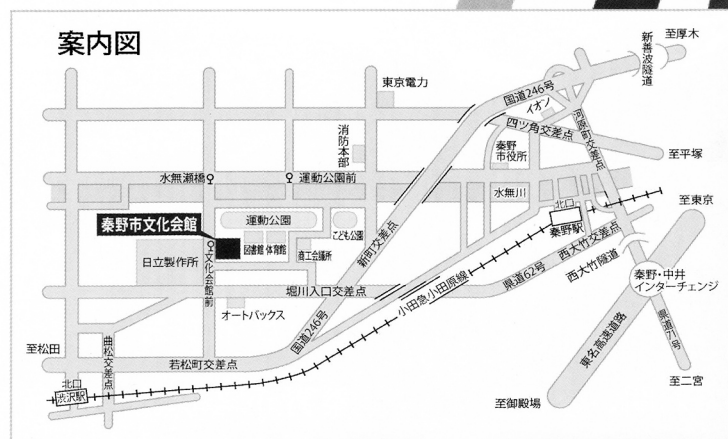 案内図
至厚木
新善波隧道
国道246号
イオン
東京電力
四ツ角交差点
河原町交差点
消防本部
秦野
市役所
至平塚
水無瀬橋
運動公園前
水無川
至東京
北口
秦野駅
秦野市文化会館
運動公園
こども公園
新町交差点
西大竹交差点
図書館
体育館
商工会議所
日立製作所
文化会館前
西大竹隧道
県道62号
秦野・中井
インターチェンジ
小田急小田原線
堀川入口交差点
オートバックス
国道246号
東名高速道路
県道71号
至松田
曲松交差点
若松町交差点
至二宮
北口
渋沢駅
至御殿場